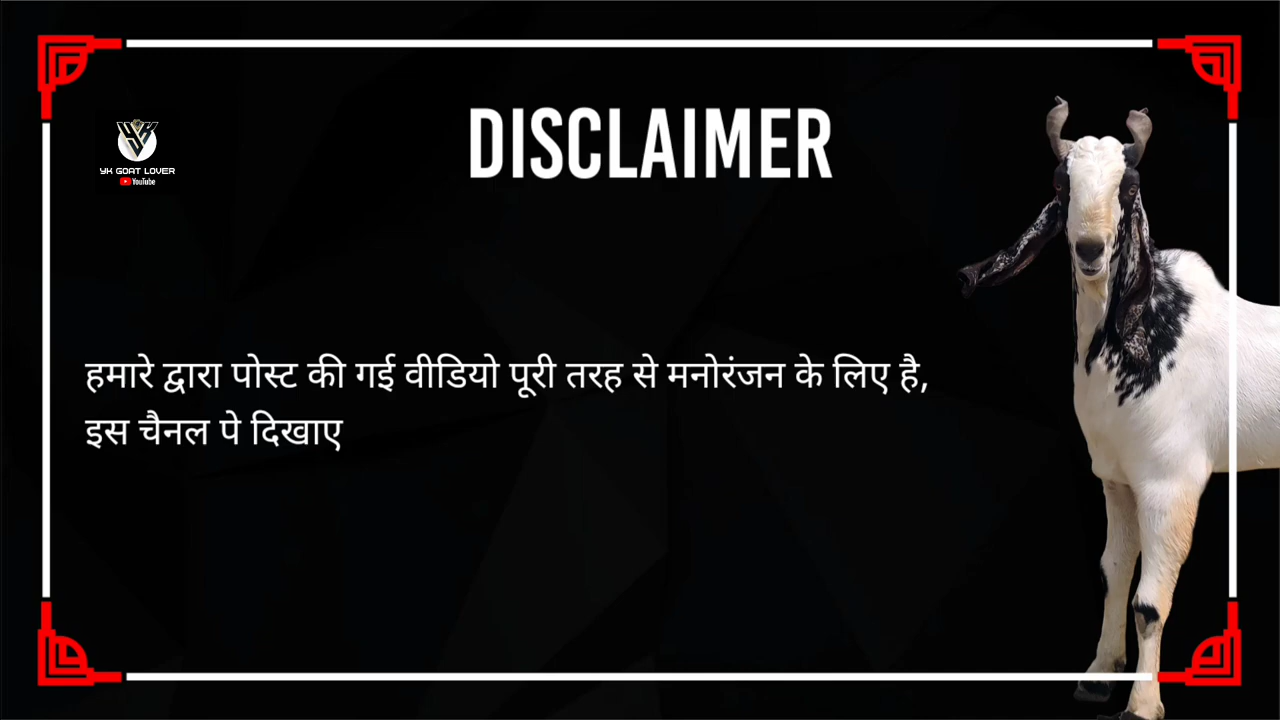 DISCLAIMER
YK GOAT LOVER
YouTube
हमारे द्वारा पोस्ट की गई वीडियो पूरी तरह से मनोरंजन के लिए है,
इस चैनल पे दिखाए